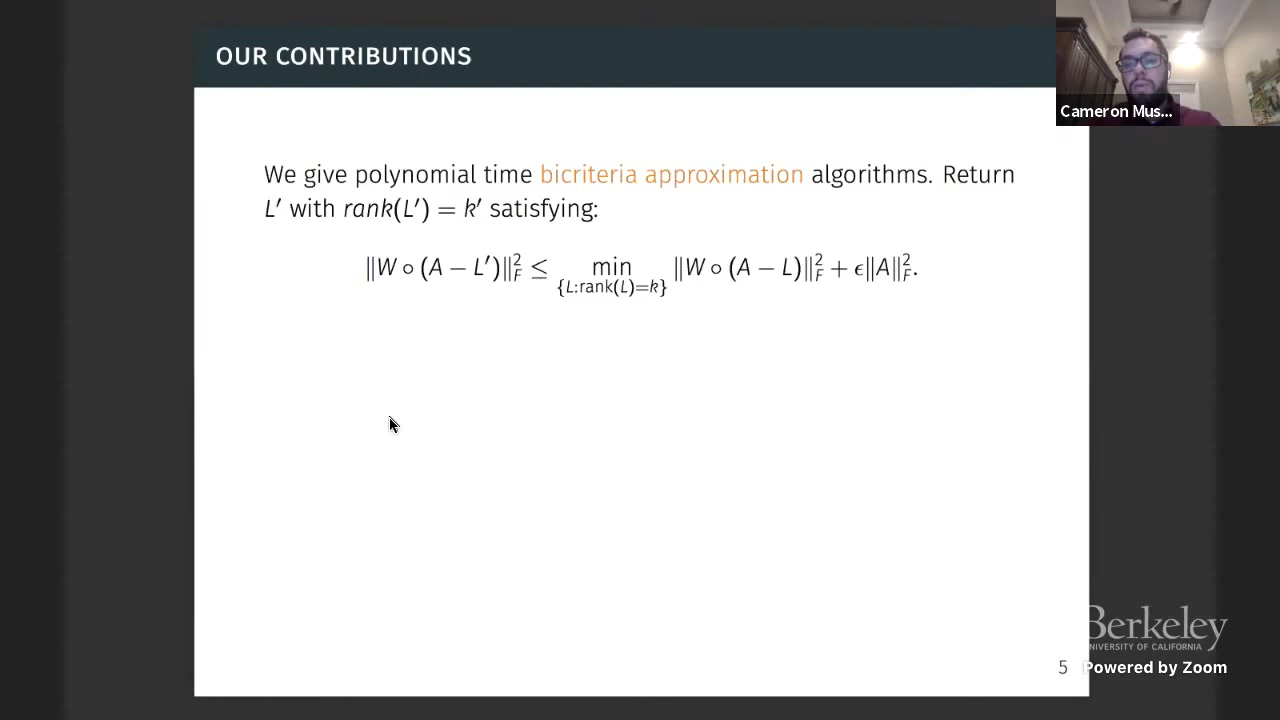 OUR CONTRIBUTIONS
Cameron Mus...
We give polynomial time bicriteria approximation algorithms. Return
L′ with rank(L′) = k′ satisfying:
‖W ∘ (A − L′)‖²_F ≤ min_{L:rank(L)=k} ‖W ∘ (A − L)‖²_F + ϵ‖A‖²_F.
Berkeley
UNIVERSITY OF CALIFORNIA
5 Powered by Zoom